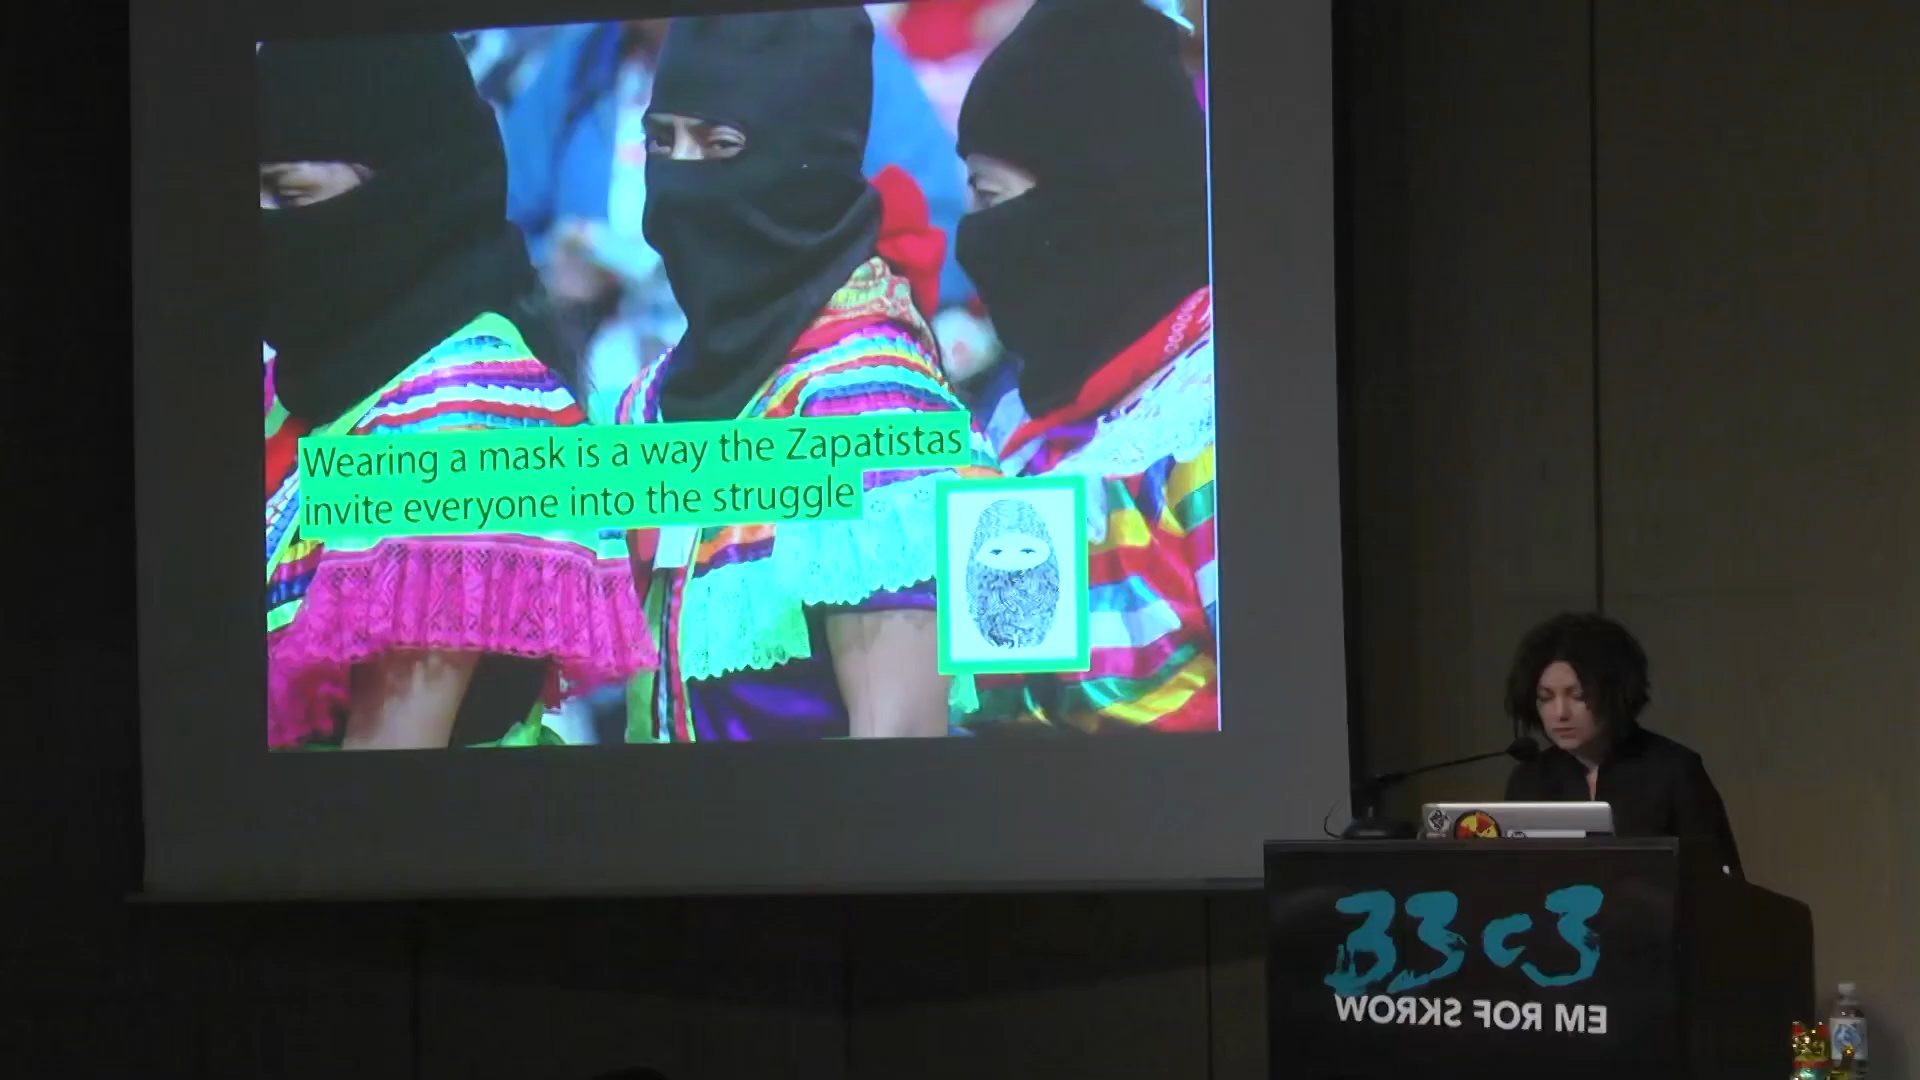 Wearing a mask is a way the Zapatistas
invite everyone into the struggle
33c3
WORKS FOR ME